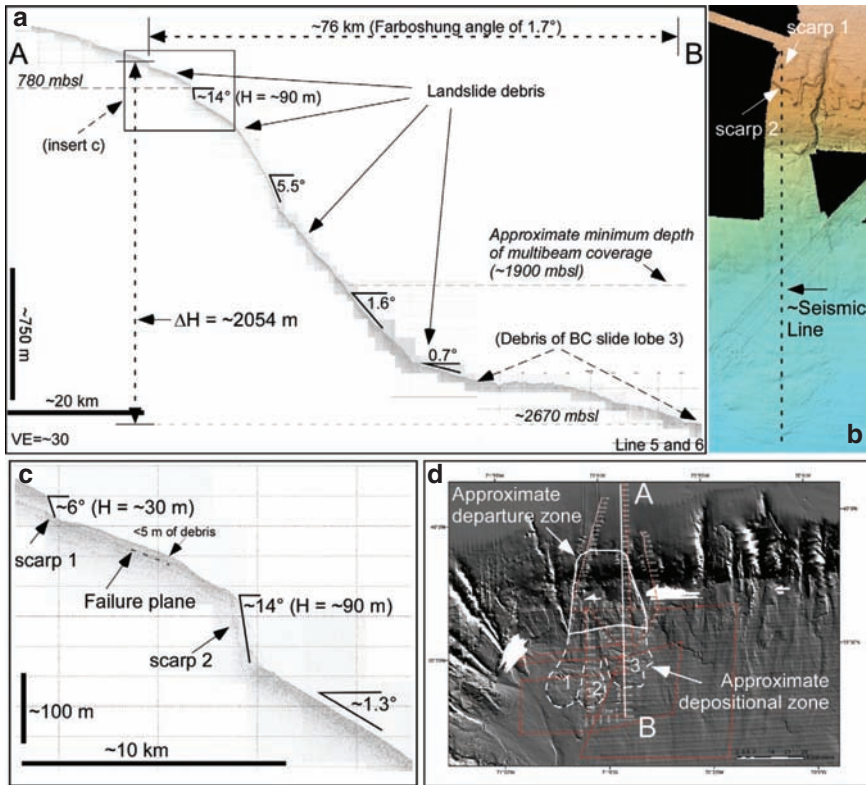 a
~76 km (Farboshung angle of 1.7°)
A
B
780 mbsl
~14° (H = ~90 m)
Landslide debris
(insert c)
5.5°
Approximate minimum depth
of multibeam coverage
(~1900 mbsl)
~750 m
ΔH = ~2054 m
1.6°
(Debris of BC slide lobe 3)
0.7°
~20 km
~2670 mbsl
VE=~30
Line 5 and 6
scarp 1
scarp 2
~Seismic
Line
b
c
~6° (H = ~30 m)
<5 m of debris
scarp 1
Failure plane
~14° (H = ~90 m)
scarp 2
~1.3°
~100 m
~10 km
d
Approximate
departure zone
A
1
2
3
Approximate
depositional zone
B